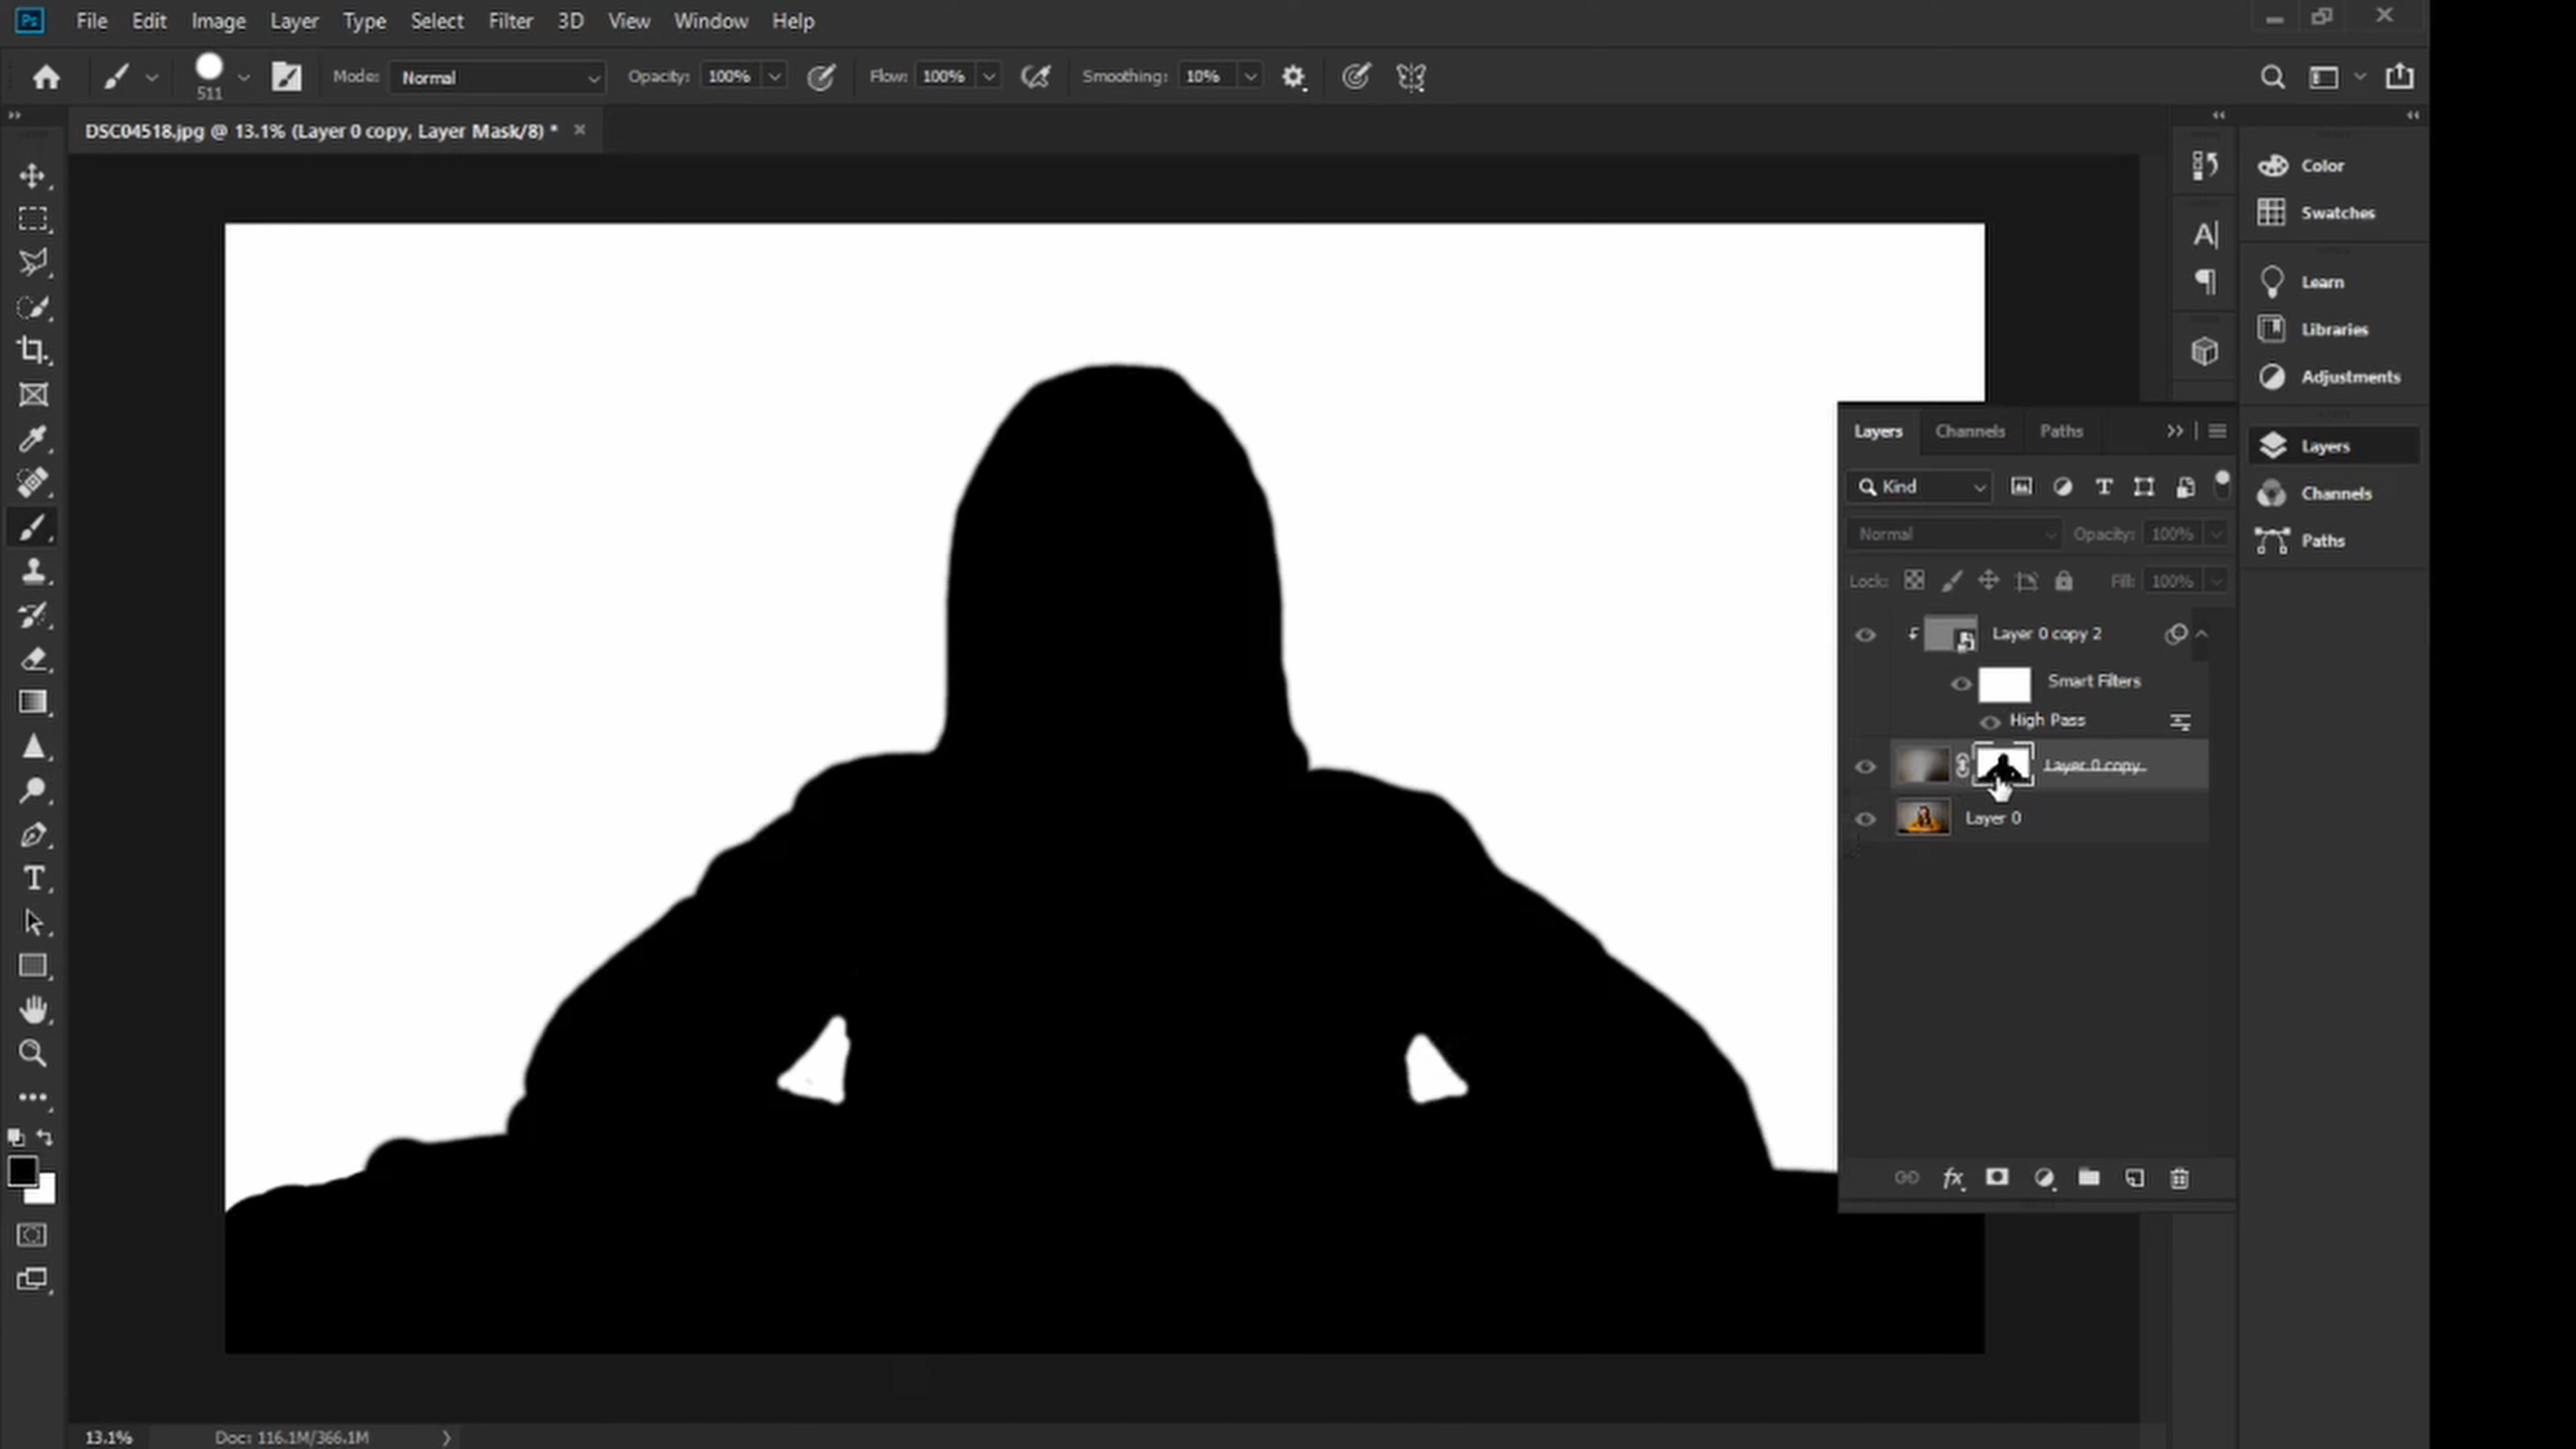 Ps File Edit Image Layer Type Select Filter 3D View Window Help
511 Mode: Normal Opacity: 100% Flow: 100% Smoothing: 10%
DSC04518.jpg @ 13.1% (Layer 0 copy, Layer Mask/8) * ×
Color
Swatches
Learn
Libraries
Adjustments
Layers
Channels
Paths
Layers Channels Paths
Kind
Normal Opacity: 100%
Lock: Fill: 100%
Layer 0 copy 2
Smart Filters
High Pass
Layer 0 copy
Layer 0
fx
13.1% Doc: 116.1M/366.1M